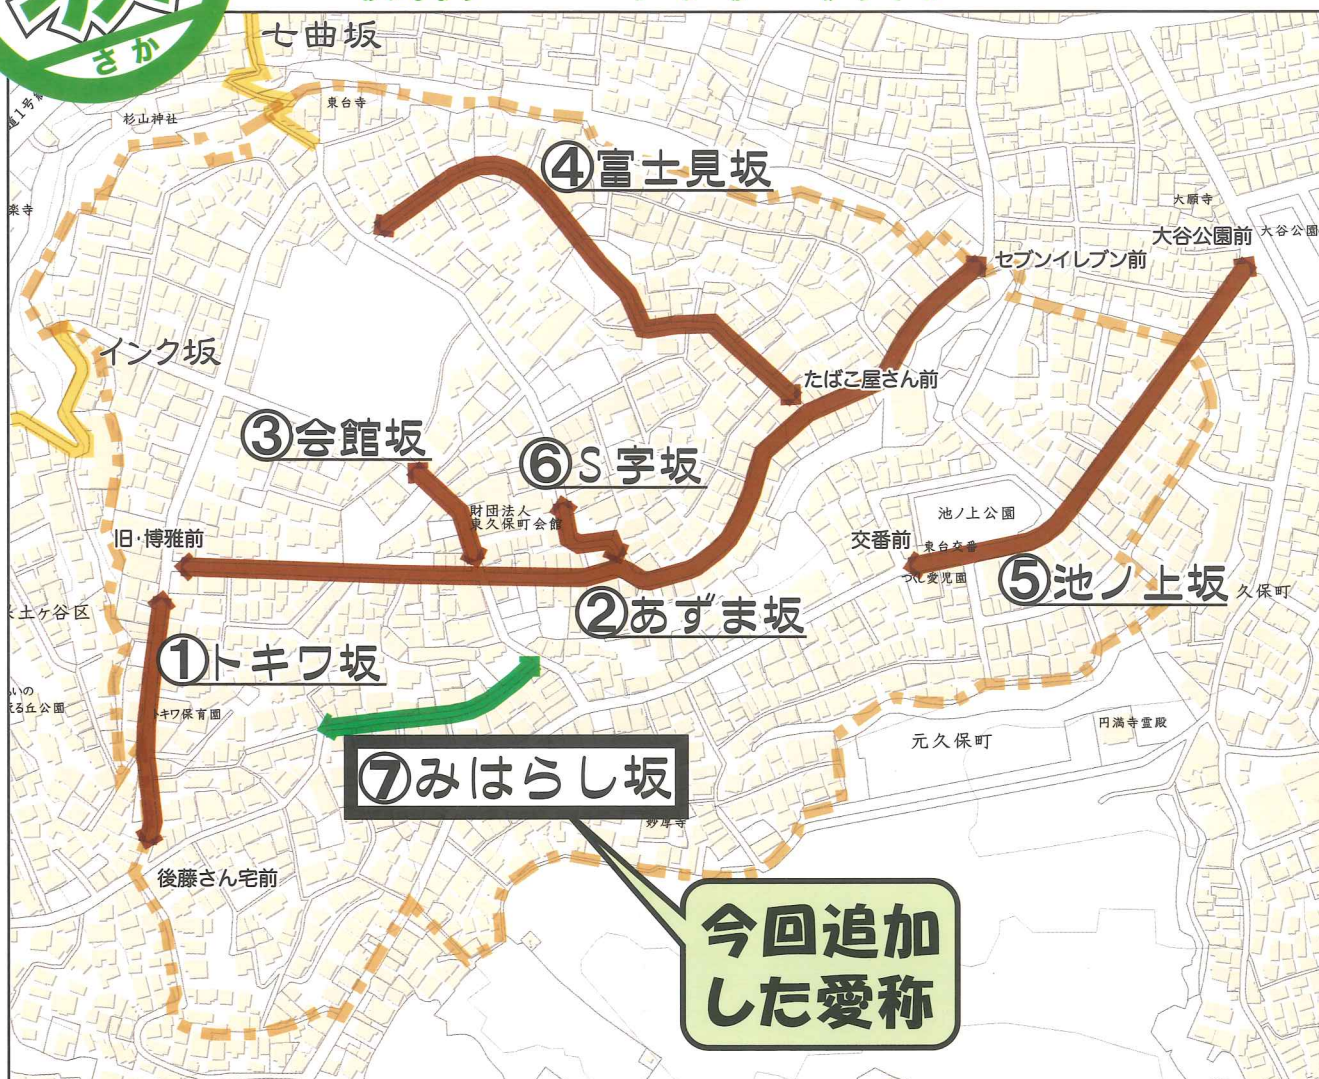 さか
七曲坂
東台寺
杉山神社
④富士見坂
大願寺
大谷公園前
大谷公園
セブンイレブン前
インク坂
たばこ屋さん前
③会館坂
⑥S字坂
財団法人
東久保町会館
池ノ上公園
旧・博雅前
交番前
東台交番
つくし愛児園
⑤池ノ上坂
久保町
②あずま坂
①トキワ坂
トキワ保育園
元久保町
円満寺霊殿
⑦みはらし坂
後藤さん宅前
今回追加
した愛称